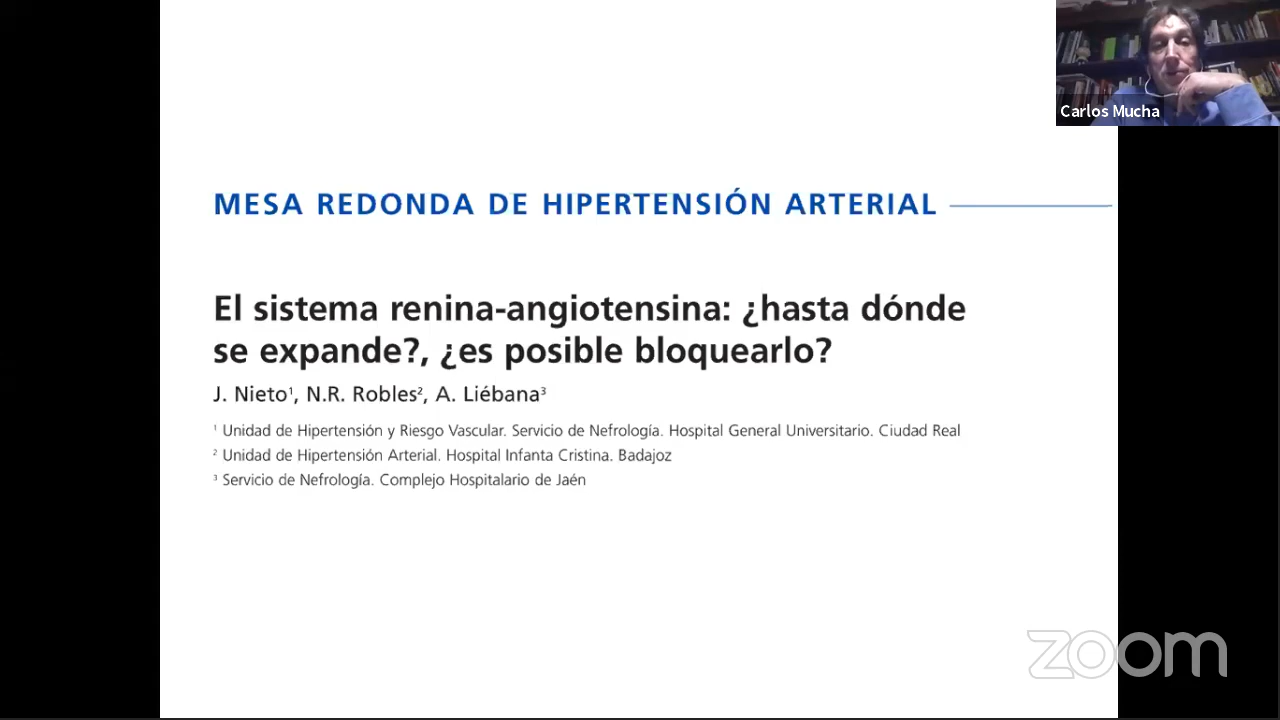 Carlos Mucha
MESA REDONDA DE HIPERTENSIÓN ARTERIAL
El sistema renina-angiotensina: ¿hasta dónde
se expande?, ¿es posible bloquearlo?
J. Nieto¹, N.R. Robles², A. Liébana³
¹ Unidad de Hipertensión y Riesgo Vascular. Servicio de Nefrología. Hospital General Universitario. Ciudad Real
² Unidad de Hipertensión Arterial. Hospital Infanta Cristina. Badajoz
³ Servicio de Nefrología. Complejo Hospitalario de Jaén
zoom